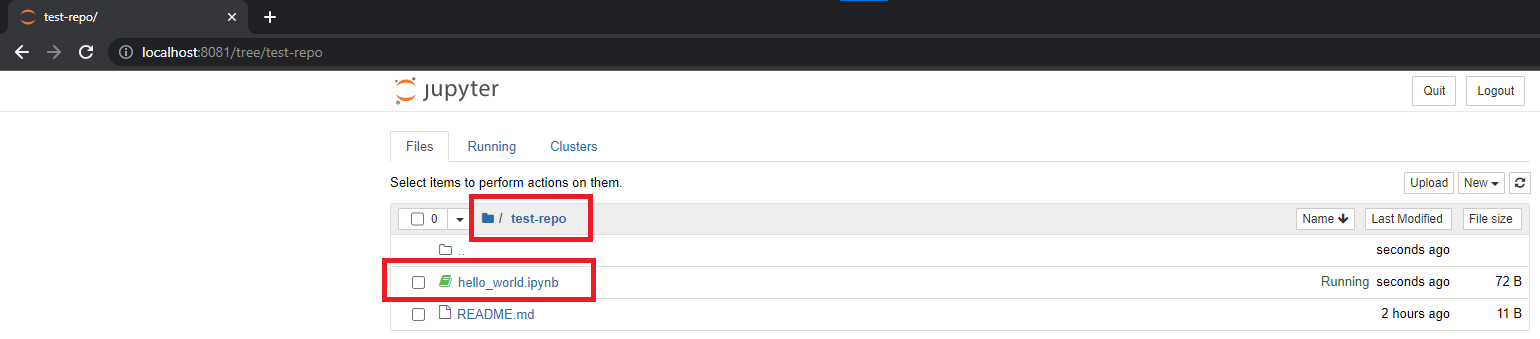 test-repo/
localhost:8081/tree/test-repo
jupyter
Quit Logout
Files Running Clusters
Select items to perform actions on them.
Upload New
0 / test-repo Name Last Modified File size
.. seconds ago
hello_world.ipynb Running seconds ago 72 B
README.md 2 hours ago 11 B